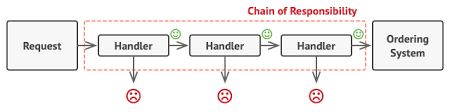 Chain of Responsibility
Request
Handler
Handler
Handler
Ordering
System